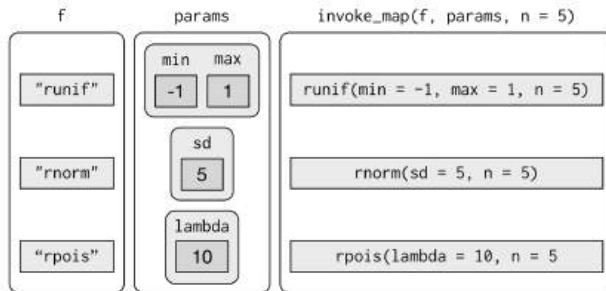 f params invoke_map(f, params, n = 5)
min max
"runif" -1 1 runif(min = -1, max = 1, n = 5)
sd
"rnorm" 5 rnorm(sd = 5, n = 5)
lambda
“rpois” 10 rpois(lambda = 10, n = 5